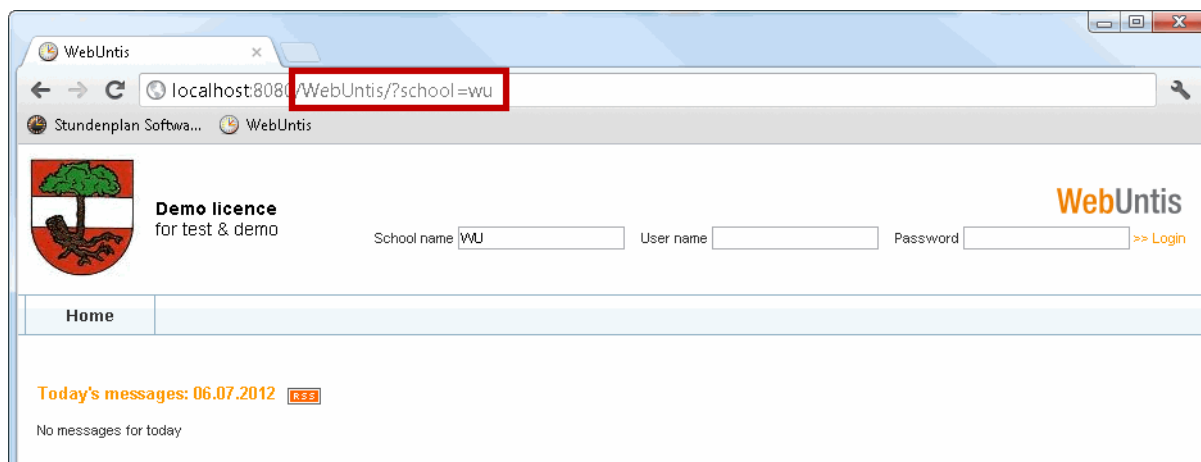 WebUntis
localhost:8080/WebUntis/?school=wu
Stundenplan Softwa... WebUntis
WebUntis
Demo licence
for test & demo
School name WU User name Password >> Login
Home
Today's messages: 06.07.2012 RSS
No messages for today